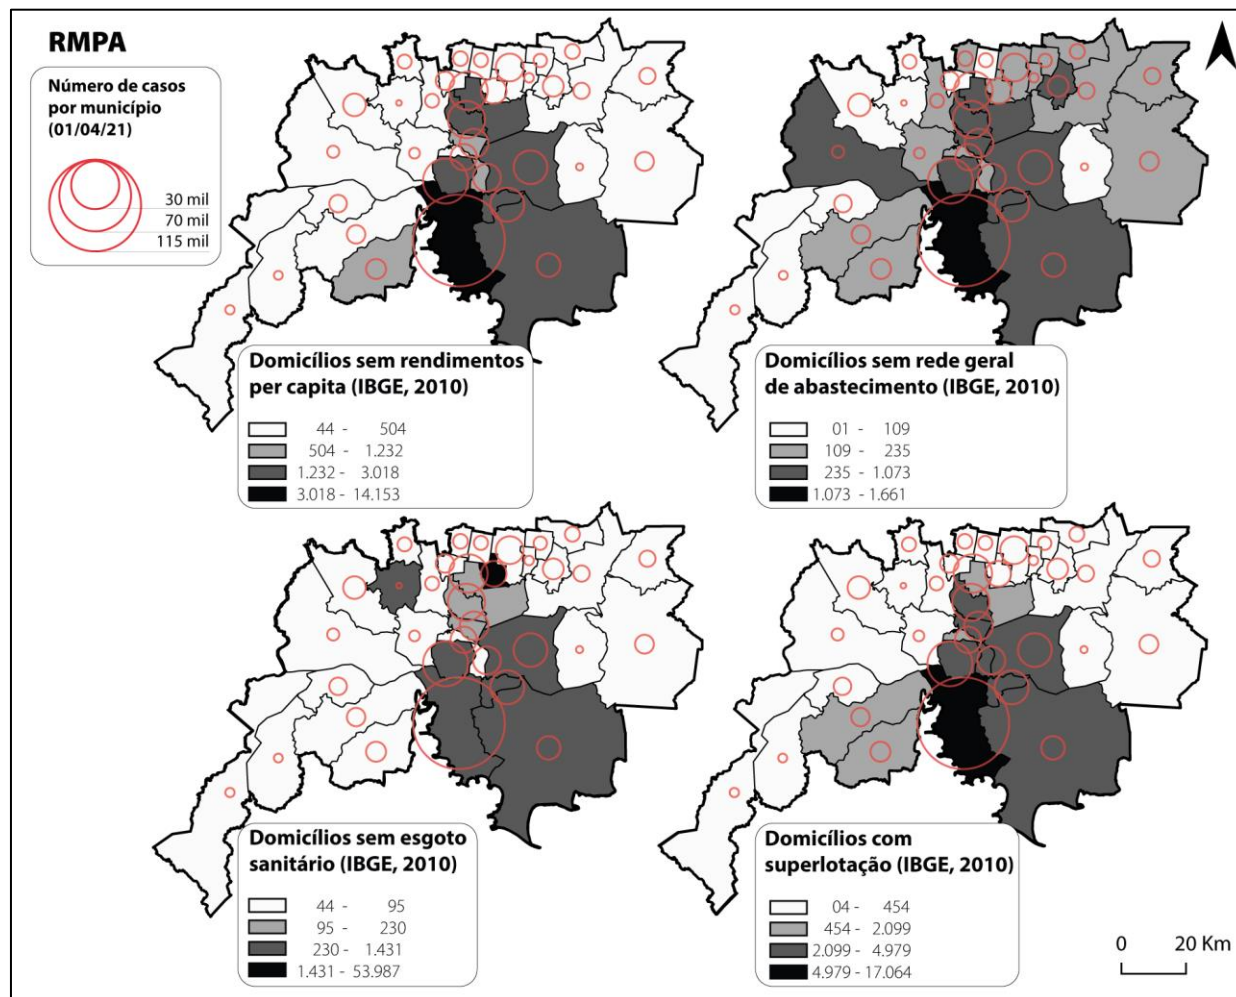 RMPA
Número de casos
por município
(01/04/21)
30 mil
70 mil
115 mil
Domicílios sem rendimentos
per capita (IBGE, 2010)
44 - 504
504 - 1.232
1.232 - 3.018
3.018 - 14.153
Domicílios sem rede geral
de abastecimento (IBGE, 2010)
01 - 109
109 - 235
235 - 1.073
1.073 - 1.661
Domicílios sem esgoto
sanitário (IBGE, 2010)
44 - 95
95 - 230
230 - 1.431
1.431 - 53.987
Domicílios com
superlotação (IBGE, 2010)
04 - 454
454 - 2.099
2.099 - 4.979
4.979 - 17.064
0 20 Km